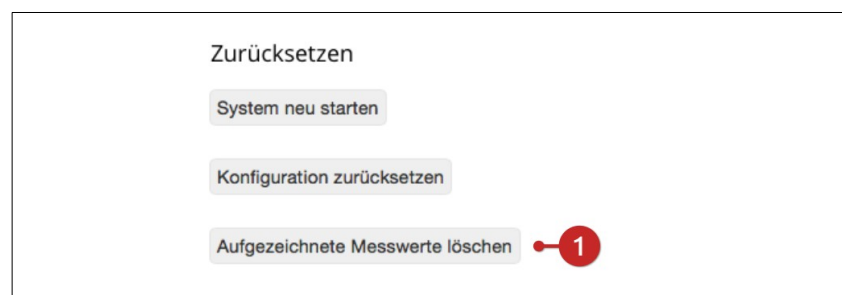 Zurücksetzen
System neu starten
Konfiguration zurücksetzen
Aufgezeichnete Messwerte löschen
1